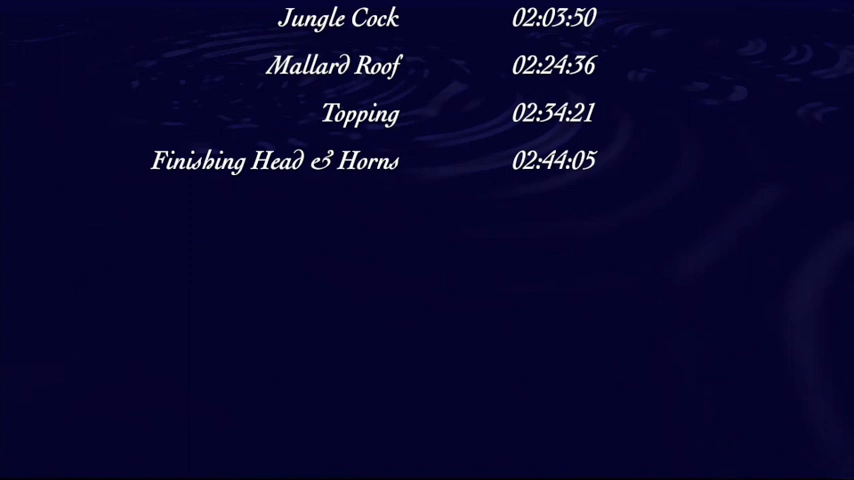 Jungle Cock 02:03:50
Mallard Roof 02:24:36
Topping 02:34:21
Finishing Head & Horns 02:44:05